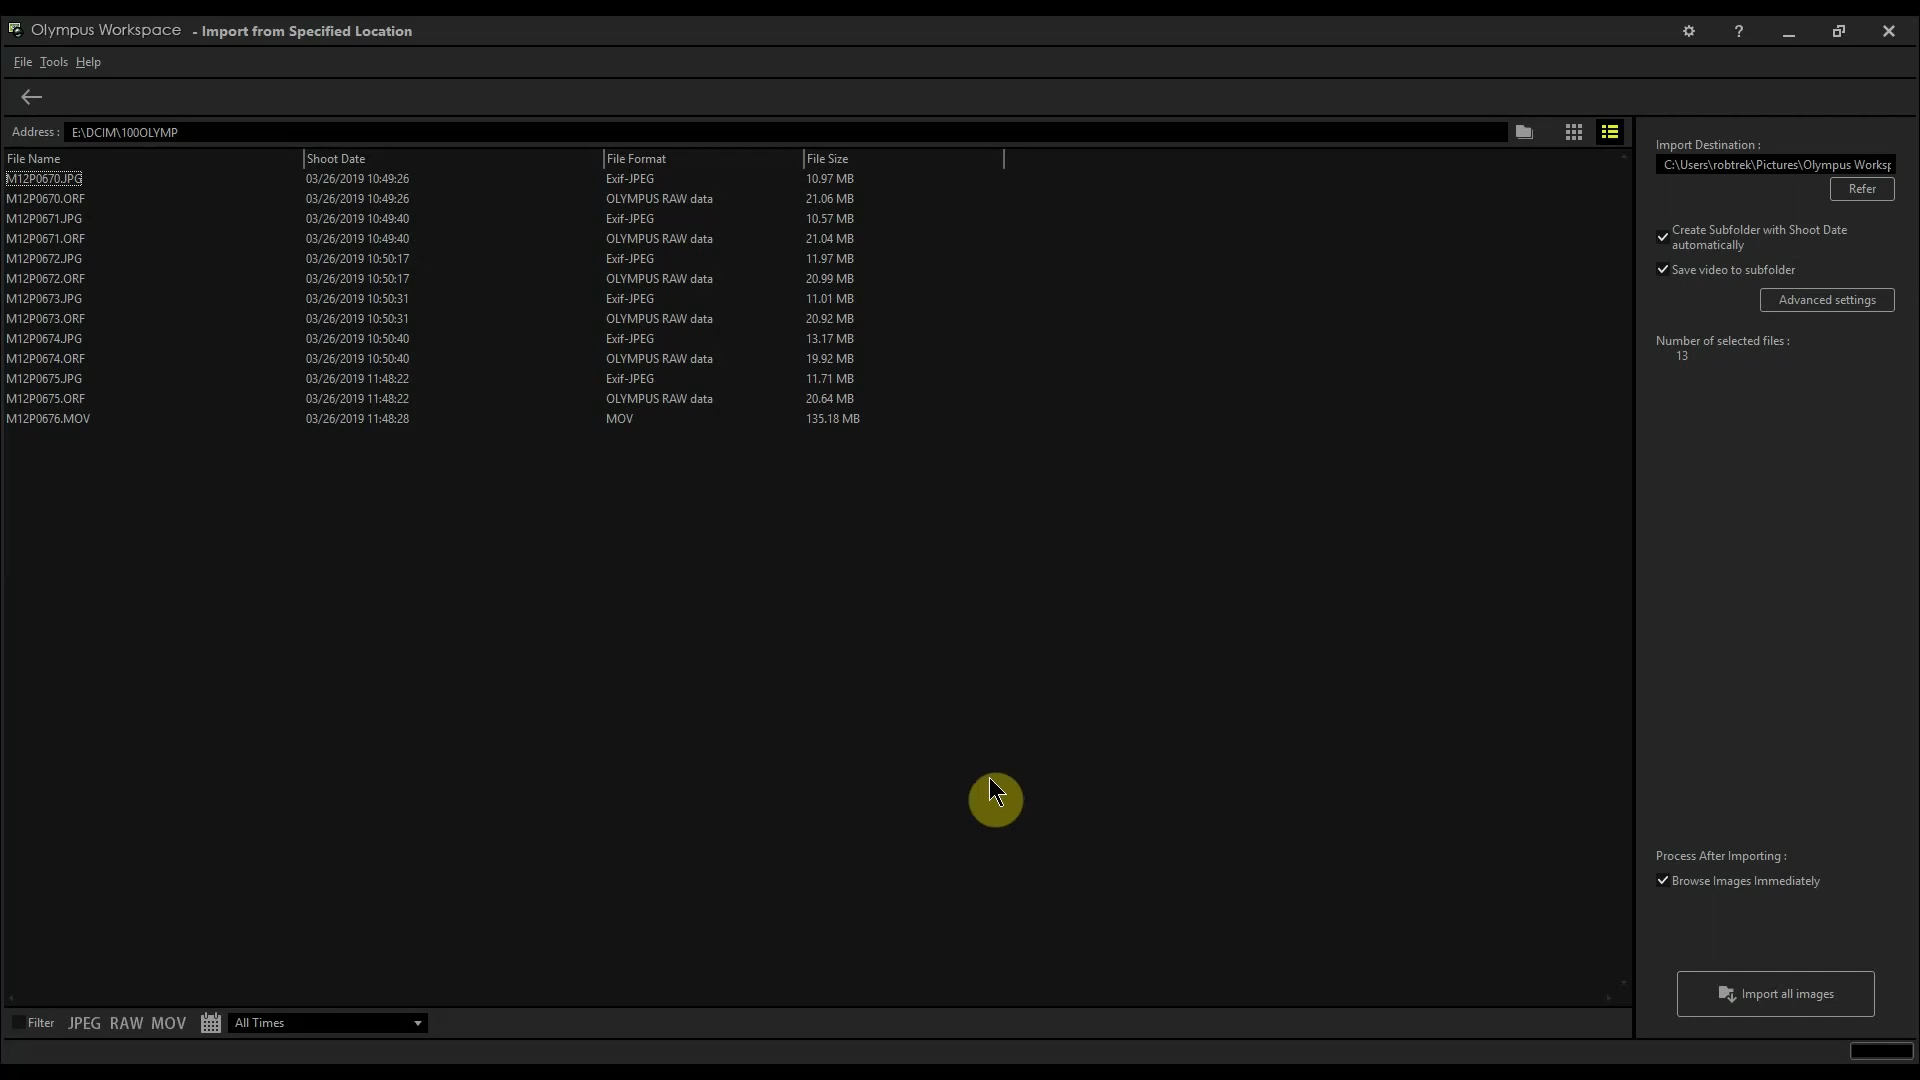 Olympus Workspace - Import from Specified Location
File Tools Help
Address : E:\DCIM\100OLYMP
File Name Shoot Date File Format File Size
M12P0670.JPG 03/26/2019 10:49:26 Exif-JPEG 10.97 MB
M12P0670.ORF 03/26/2019 10:49:26 OLYMPUS RAW data 21.06 MB
M12P0671.JPG 03/26/2019 10:49:40 Exif-JPEG 10.57 MB
M12P0671.ORF 03/26/2019 10:49:40 OLYMPUS RAW data 21.04 MB
M12P0672.JPG 03/26/2019 10:50:17 Exif-JPEG 11.97 MB
M12P0672.ORF 03/26/2019 10:50:17 OLYMPUS RAW data 20.99 MB
M12P0673.JPG 03/26/2019 10:50:31 Exif-JPEG 11.01 MB
M12P0673.ORF 03/26/2019 10:50:31 OLYMPUS RAW data 20.92 MB
M12P0674.JPG 03/26/2019 10:50:40 Exif-JPEG 13.17 MB
M12P0674.ORF 03/26/2019 10:50:40 OLYMPUS RAW data 19.92 MB
M12P0675.JPG 03/26/2019 11:48:22 Exif-JPEG 11.71 MB
M12P0675.ORF 03/26/2019 11:48:22 OLYMPUS RAW data 20.64 MB
M12P0676.MOV 03/26/2019 11:48:28 MOV 135.18 MB
Import Destination :
C:\Users\robtrek\Pictures\Olympus Worksp
Refer
Create Subfolder with Shoot Date
automatically
Save video to subfolder
Advanced settings
Number of selected files :
13
Process After Importing :
Browse Images Immediately
Import all images
Filter JPEG RAW MOV All Times